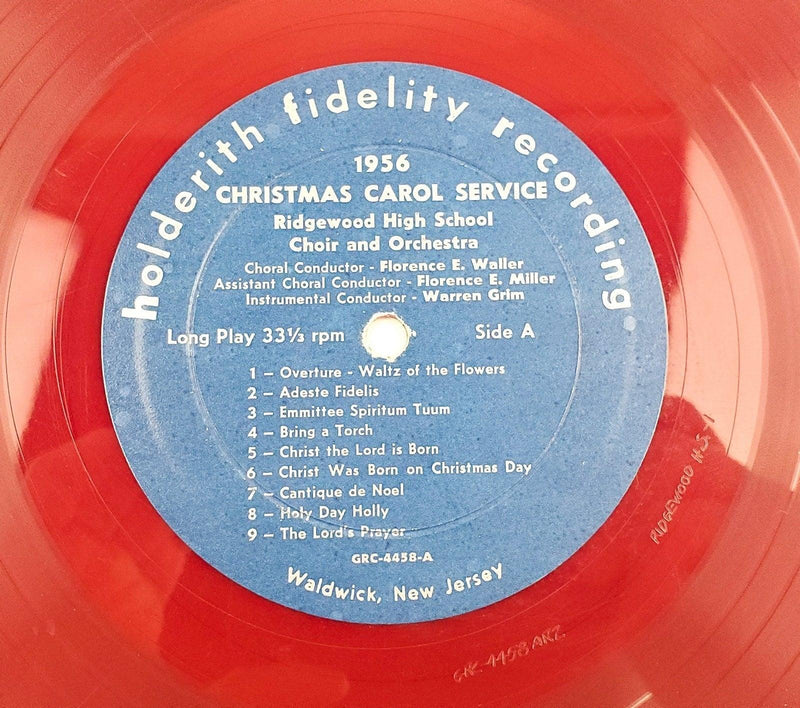 holderith fidelity recording
1956
CHRISTMAS CAROL SERVICE
Ridgewood High School
Choir and Orchestra
Choral Conductor - Florence E. Waller
Assistant Choral Conductor - Florence E. Miller
Instrumental Conductor - Warren Grim
Long Play 33⅓ rpm Side A
1 – Overture - Waltz of the Flowers
2 – Adeste Fidelis
3 – Emmittee Spiritum Tuum
4 – Bring a Torch
5 – Christ the Lord is Born
6 – Christ Was Born on Christmas Day
7 – Cantique de Noel
8 – Holy Day Holly
9 – The Lord's Prayer
GRC-4458-A
Waldwick, New Jersey
RIDGEWOOD H.S.
4458